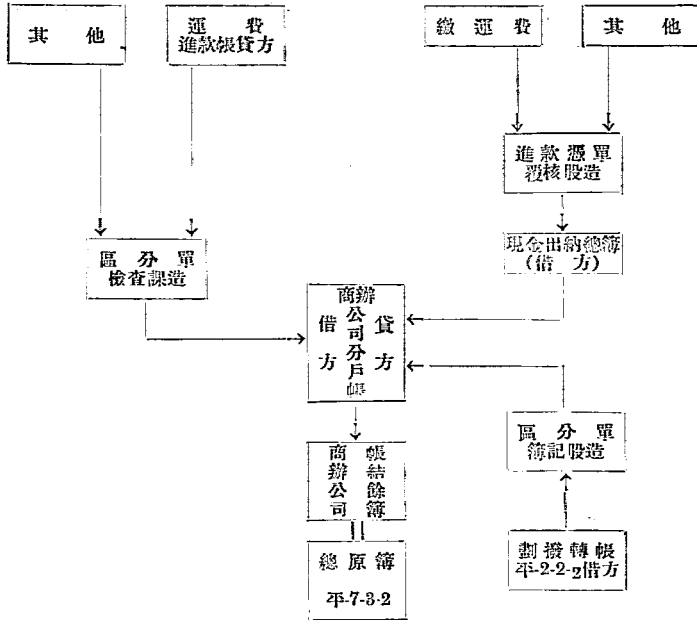 其他
運費
進款帳貸方
繳運費
其他
進款憑單
覆核股造
現金出納總簿
(借方)
區分單
檢查課造
商辦公司分戶帳
借方
貸方
區分單
簿記股造
商辦公司
帳結餘簿
劃撥轉帳
平-2-2-2借方
總原簿
平-7-3-2